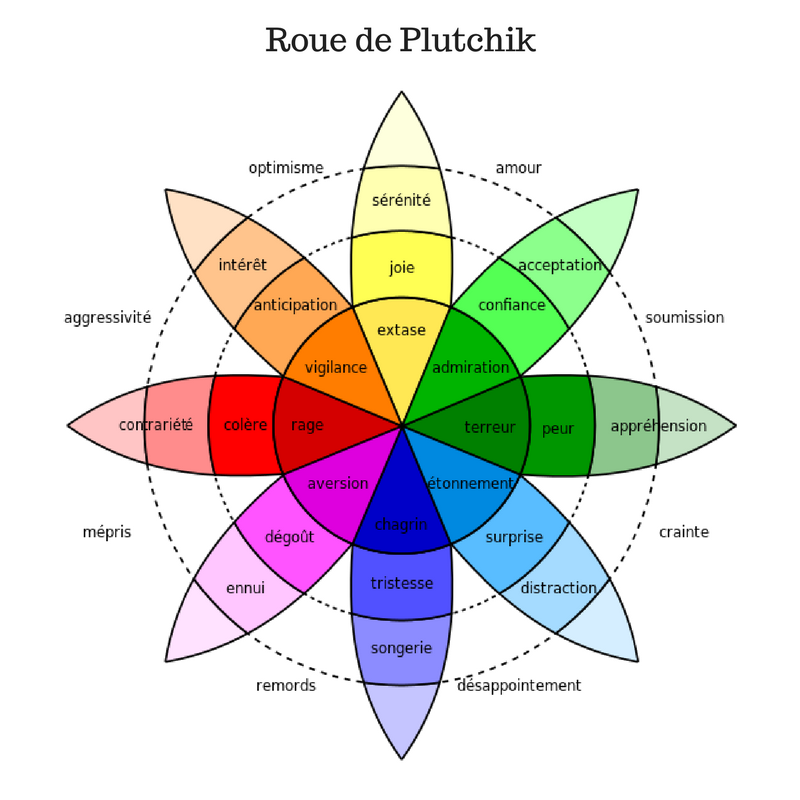 Roue de Plutchik
optimisme
amour
sérénité
intérêt
joie
acceptation
anticipation
confiance
aggressivité
extase
soumission
vigilance
admiration
contrariété
colère
rage
terreur
peur
appréhension
aversion
étonnement
mépris
chagrin
crainte
dégoût
surprise
ennui
tristesse
distraction
songerie
remords
désappointement